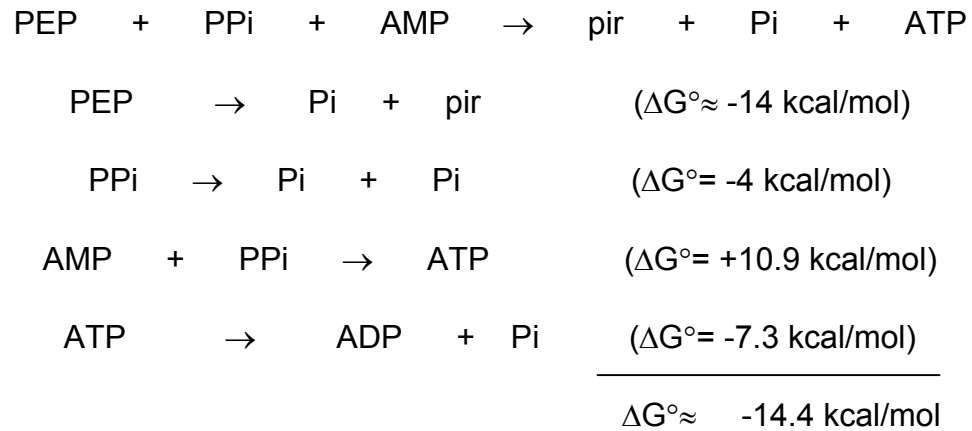 PEP + PPi + AMP → pir + Pi + ATP
PEP → Pi + pir (ΔG°≈ -14 kcal/mol)
PPi → Pi + Pi (ΔG°= -4 kcal/mol)
AMP + PPi → ATP (ΔG°= +10.9 kcal/mol)
ATP → ADP + Pi (ΔG°= -7.3 kcal/mol)
ΔG°≈ -14.4 kcal/mol